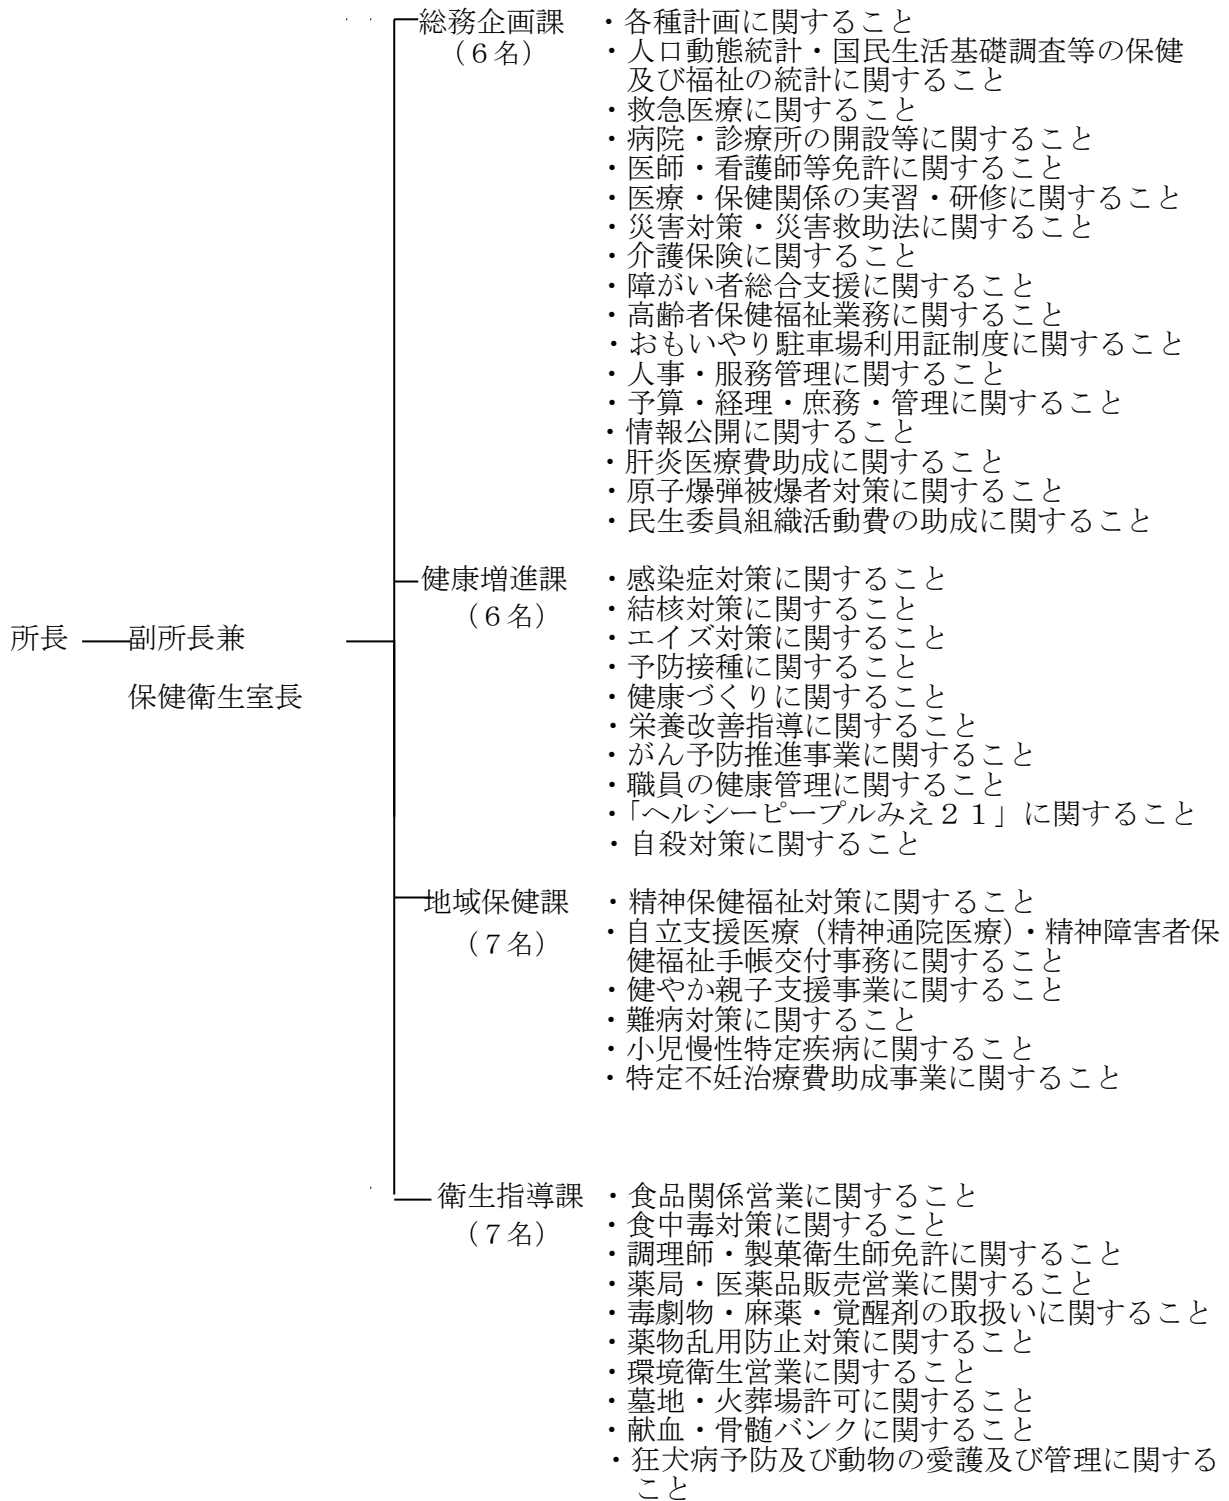 総務企画課
(６名)
・各種計画に関すること
・人口動態統計・国民生活基礎調査等の保健
及び福祉の統計に関すること
・救急医療に関すること
・病院・診療所の開設等に関すること
・医師・看護師等免許に関すること
・医療・保健関係の実習・研修に関すること
・災害対策・災害救助法に関すること
・介護保険に関すること
・障がい者総合支援に関すること
・高齢者保健福祉業務に関すること
・おもいやり駐車場利用証制度に関すること
・人事・服務管理に関すること
・予算・経理・庶務・管理に関すること
・情報公開に関すること
・肝炎医療費助成に関すること
・原子爆弾被爆者対策に関すること
・民生委員組織活動費の助成に関すること
所長
副所長兼
保健衛生室長
健康増進課
(６名)
・感染症対策に関すること
・結核対策に関すること
・エイズ対策に関すること
・予防接種に関すること
・健康づくりに関すること
・栄養改善指導に関すること
・がん予防推進事業に関すること
・職員の健康管理に関すること
・「ヘルシーピープルみえ２１」に関すること
・自殺対策に関すること
地域保健課
(７名)
・精神保健福祉対策に関すること
・自立支援医療（精神通院医療）・精神障害者保
健福祉手帳交付事務に関すること
・健やか親子支援事業に関すること
・難病対策に関すること
・小児慢性特定疾病に関すること
・特定不妊治療費助成事業に関すること
衛生指導課
(７名)
・食品関係営業に関すること
・食中毒対策に関すること
・調理師・製菓衛生師免許に関すること
・薬局・医薬品販売営業に関すること
・毒劇物・麻薬・覚醒剤の取扱いに関すること
・薬物乱用防止対策に関すること
・環境衛生営業に関すること
・墓地・火葬場許可に関すること
・献血・骨髄バンクに関すること
・狂犬病予防及び動物の愛護及び管理に関する
こと